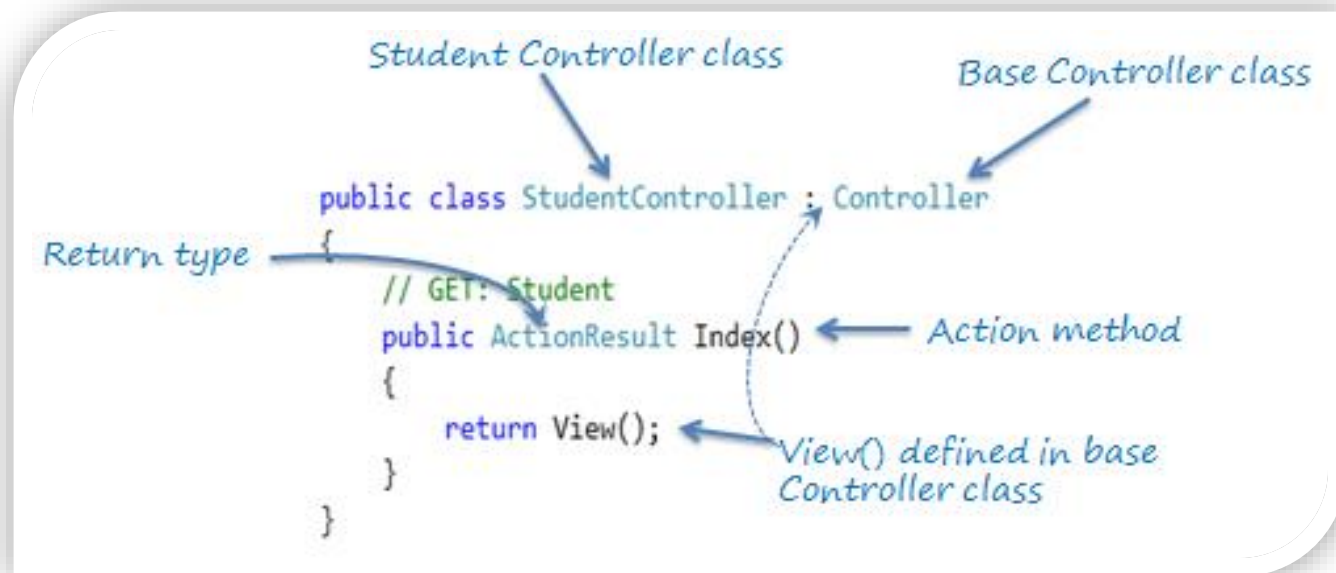 Student Controller class
Base Controller class
public class StudentController : Controller
{
Return type
// GET: Student
public ActionResult Index()
Action method
{
return View();
View() defined in base
Controller class
}
}